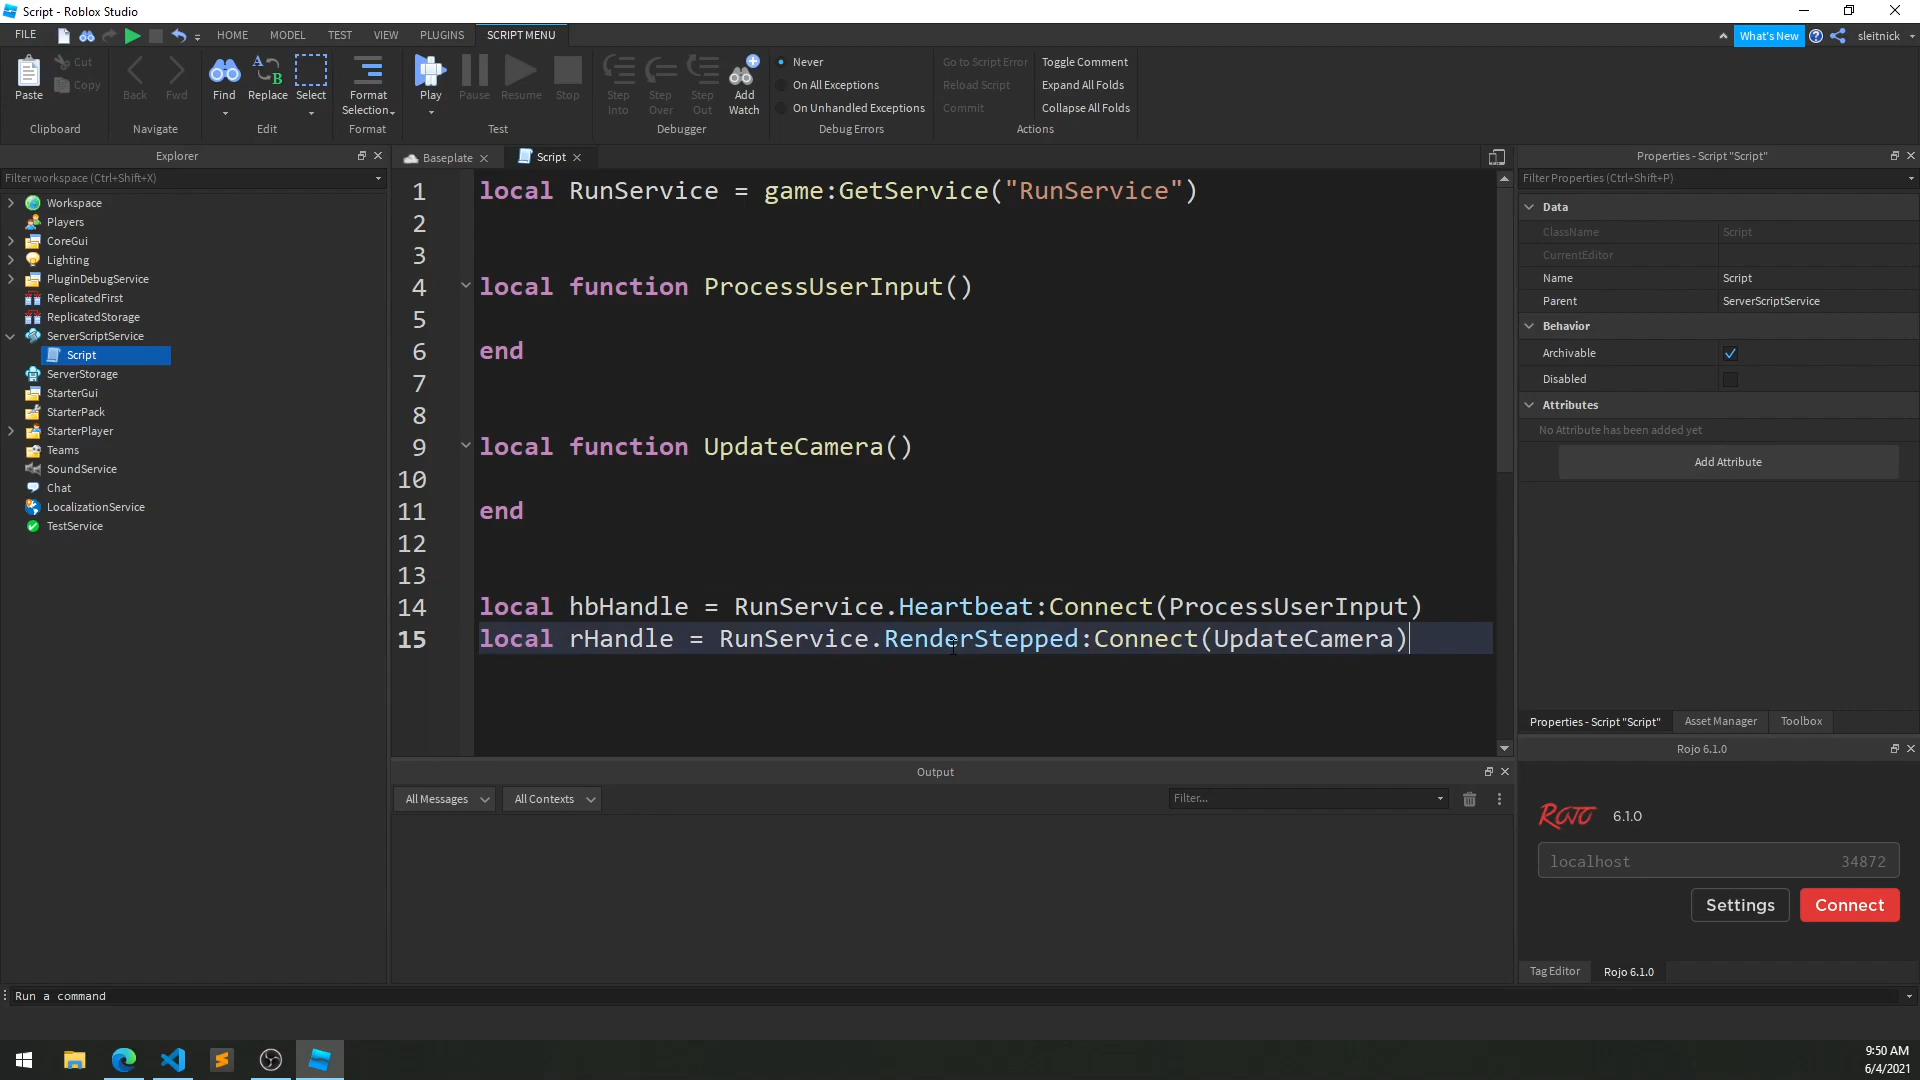 Script - Roblox Studio
FILE HOME MODEL TEST VIEW PLUGINS SCRIPT MENU What's New sleitnick
Paste Cut Copy Back Fwd Find Replace Select Format Selection Play Pause Resume Stop Step Into Step Over Step Out Add Watch
Never
On All Exceptions
On Unhandled Exceptions
Go to Script Error
Reload Script
Commit
Toggle Comment
Expand All Folds
Collapse All Folds
Clipboard Navigate Edit Format Test Debugger Debug Errors Actions
Explorer
Filter workspace (Ctrl+Shift+X)
Workspace
Players
CoreGui
Lighting
PluginDebugService
ReplicatedFirst
ReplicatedStorage
ServerScriptService
Script
ServerStorage
StarterGui
StarterPack
StarterPlayer
Teams
SoundService
Chat
LocalizationService
TestService
Baseplate Script
1 local RunService = game:GetService("RunService")
2
3
4 local function ProcessUserInput()
5
6 end
7
8
9 local function UpdateCamera()
10
11 end
12
13
14 local hbHandle = RunService.Heartbeat:Connect(ProcessUserInput)
15 local rHandle = RunService.RenderStepped:Connect(UpdateCamera)
Output
All Messages All Contexts Filter...
Properties - Script "Script"
Filter Properties (Ctrl+Shift+P)
Data
ClassName Script
CurrentEditor
Name Script
Parent ServerScriptService
Behavior
Archivable
Disabled
Attributes
No Attribute has been added yet
Add Attribute
Properties - Script "Script" Asset Manager Toolbox
Rojo 6.1.0
ROJO 6.1.0
localhost 34872
Settings Connect
Tag Editor Rojo 6.1.0
Run a command
9:50 AM
6/4/2021